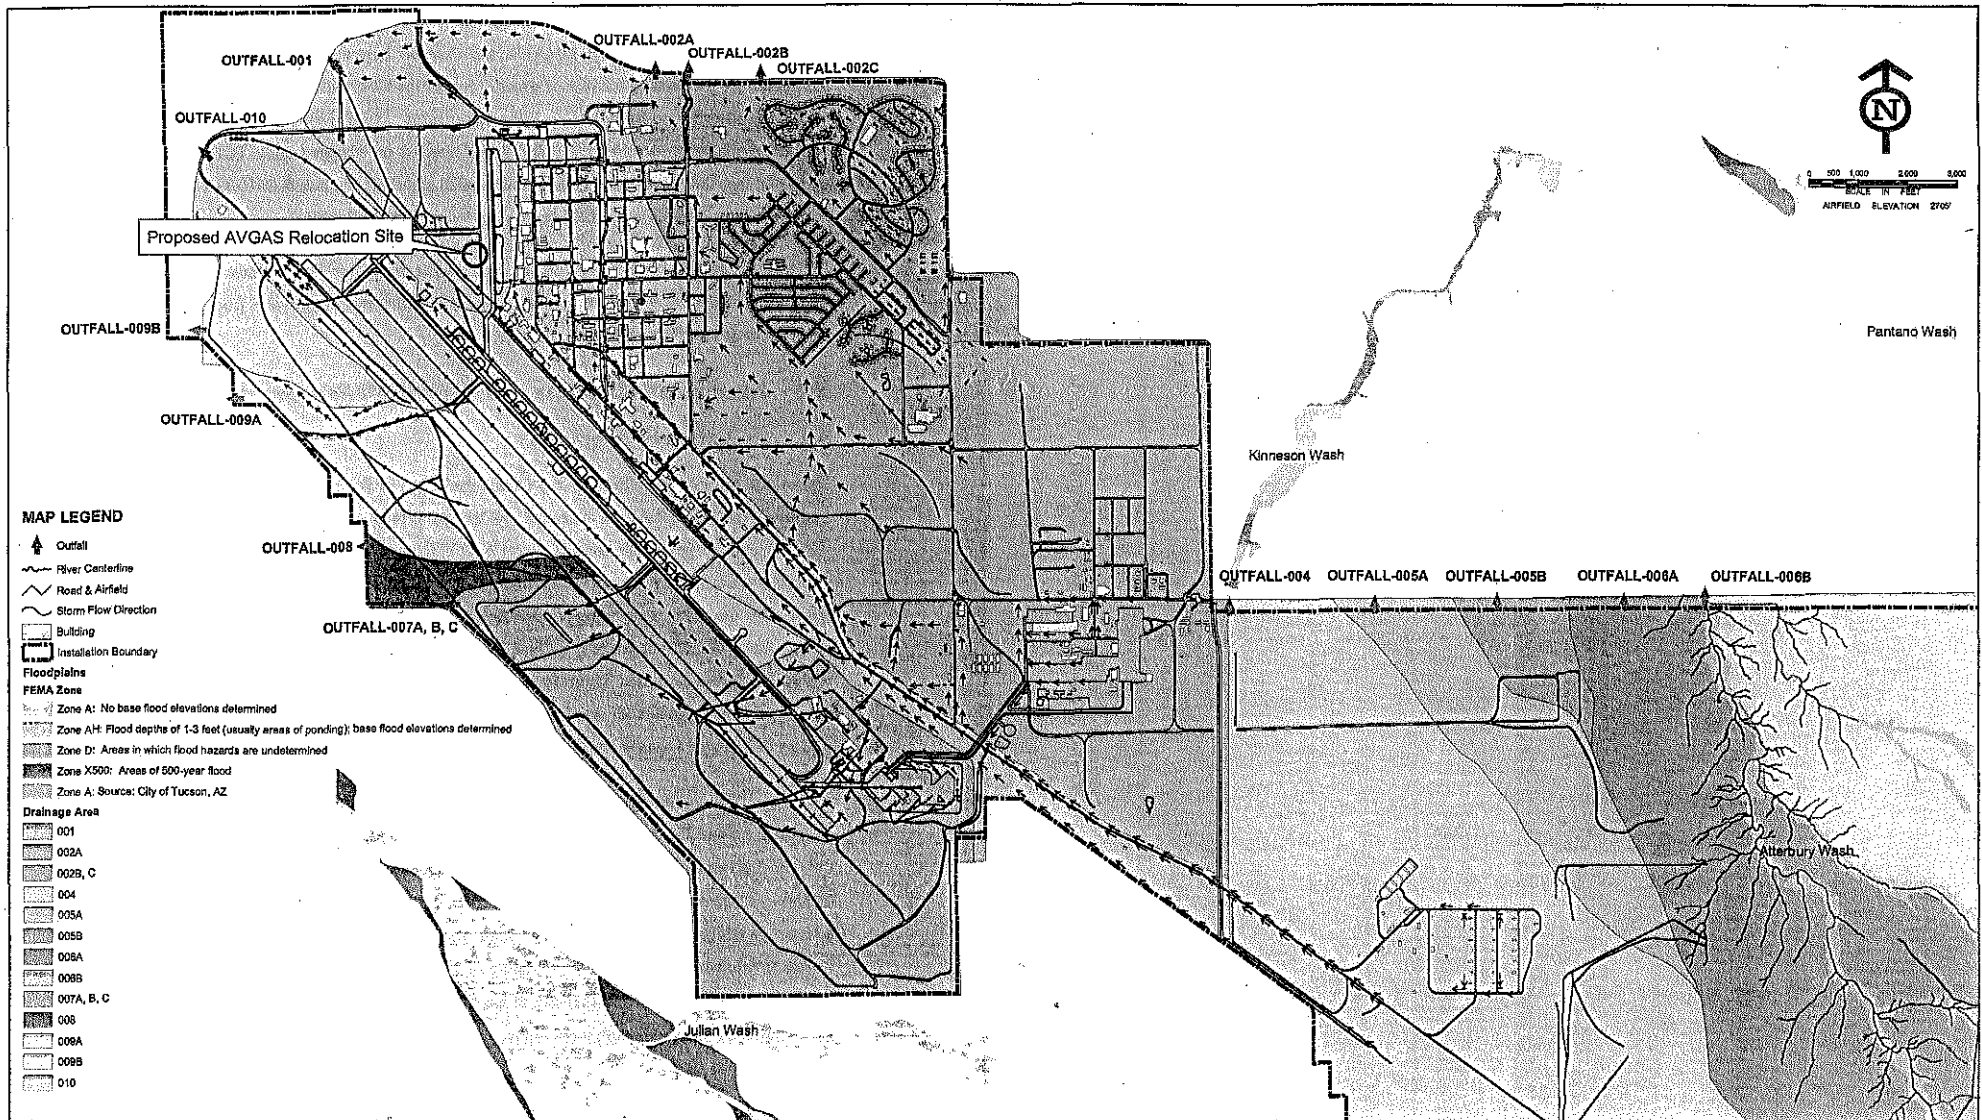 OUTFALL-001
OUTFALL-002A
OUTFALL-002B
OUTFALL-002C
OUTFALL-010
N
0 500 1,000 2,000 3,000
SCALE IN FEET
AIRFIELD ELEVATION 2705'
Proposed AVGAS Relocation Site
OUTFALL-009B
Pantano Wash
OUTFALL-009A
Kinneson Wash
OUTFALL-008
OUTFALL-004
OUTFALL-005A
OUTFALL-005B
OUTFALL-006A
OUTFALL-006B
OUTFALL-007A, B, C
Atterbury Wash
Julian Wash
MAP LEGEND
Outfall
River Centerline
Road & Airfield
Storm Flow Direction
Building
Installation Boundary
Floodplains
FEMA Zone
Zone A: No base flood elevations determined
Zone AH: Flood depths of 1-3 feet (usually areas of ponding); base flood elevations determined
Zone D: Areas in which flood hazards are undetermined
Zone X500: Areas of 500-year flood
Zone A: Source: City of Tucson, AZ
Drainage Area
001
002A
002B, C
004
005A
005B
006A
006B
007A, B, C
008
009A
009B
010